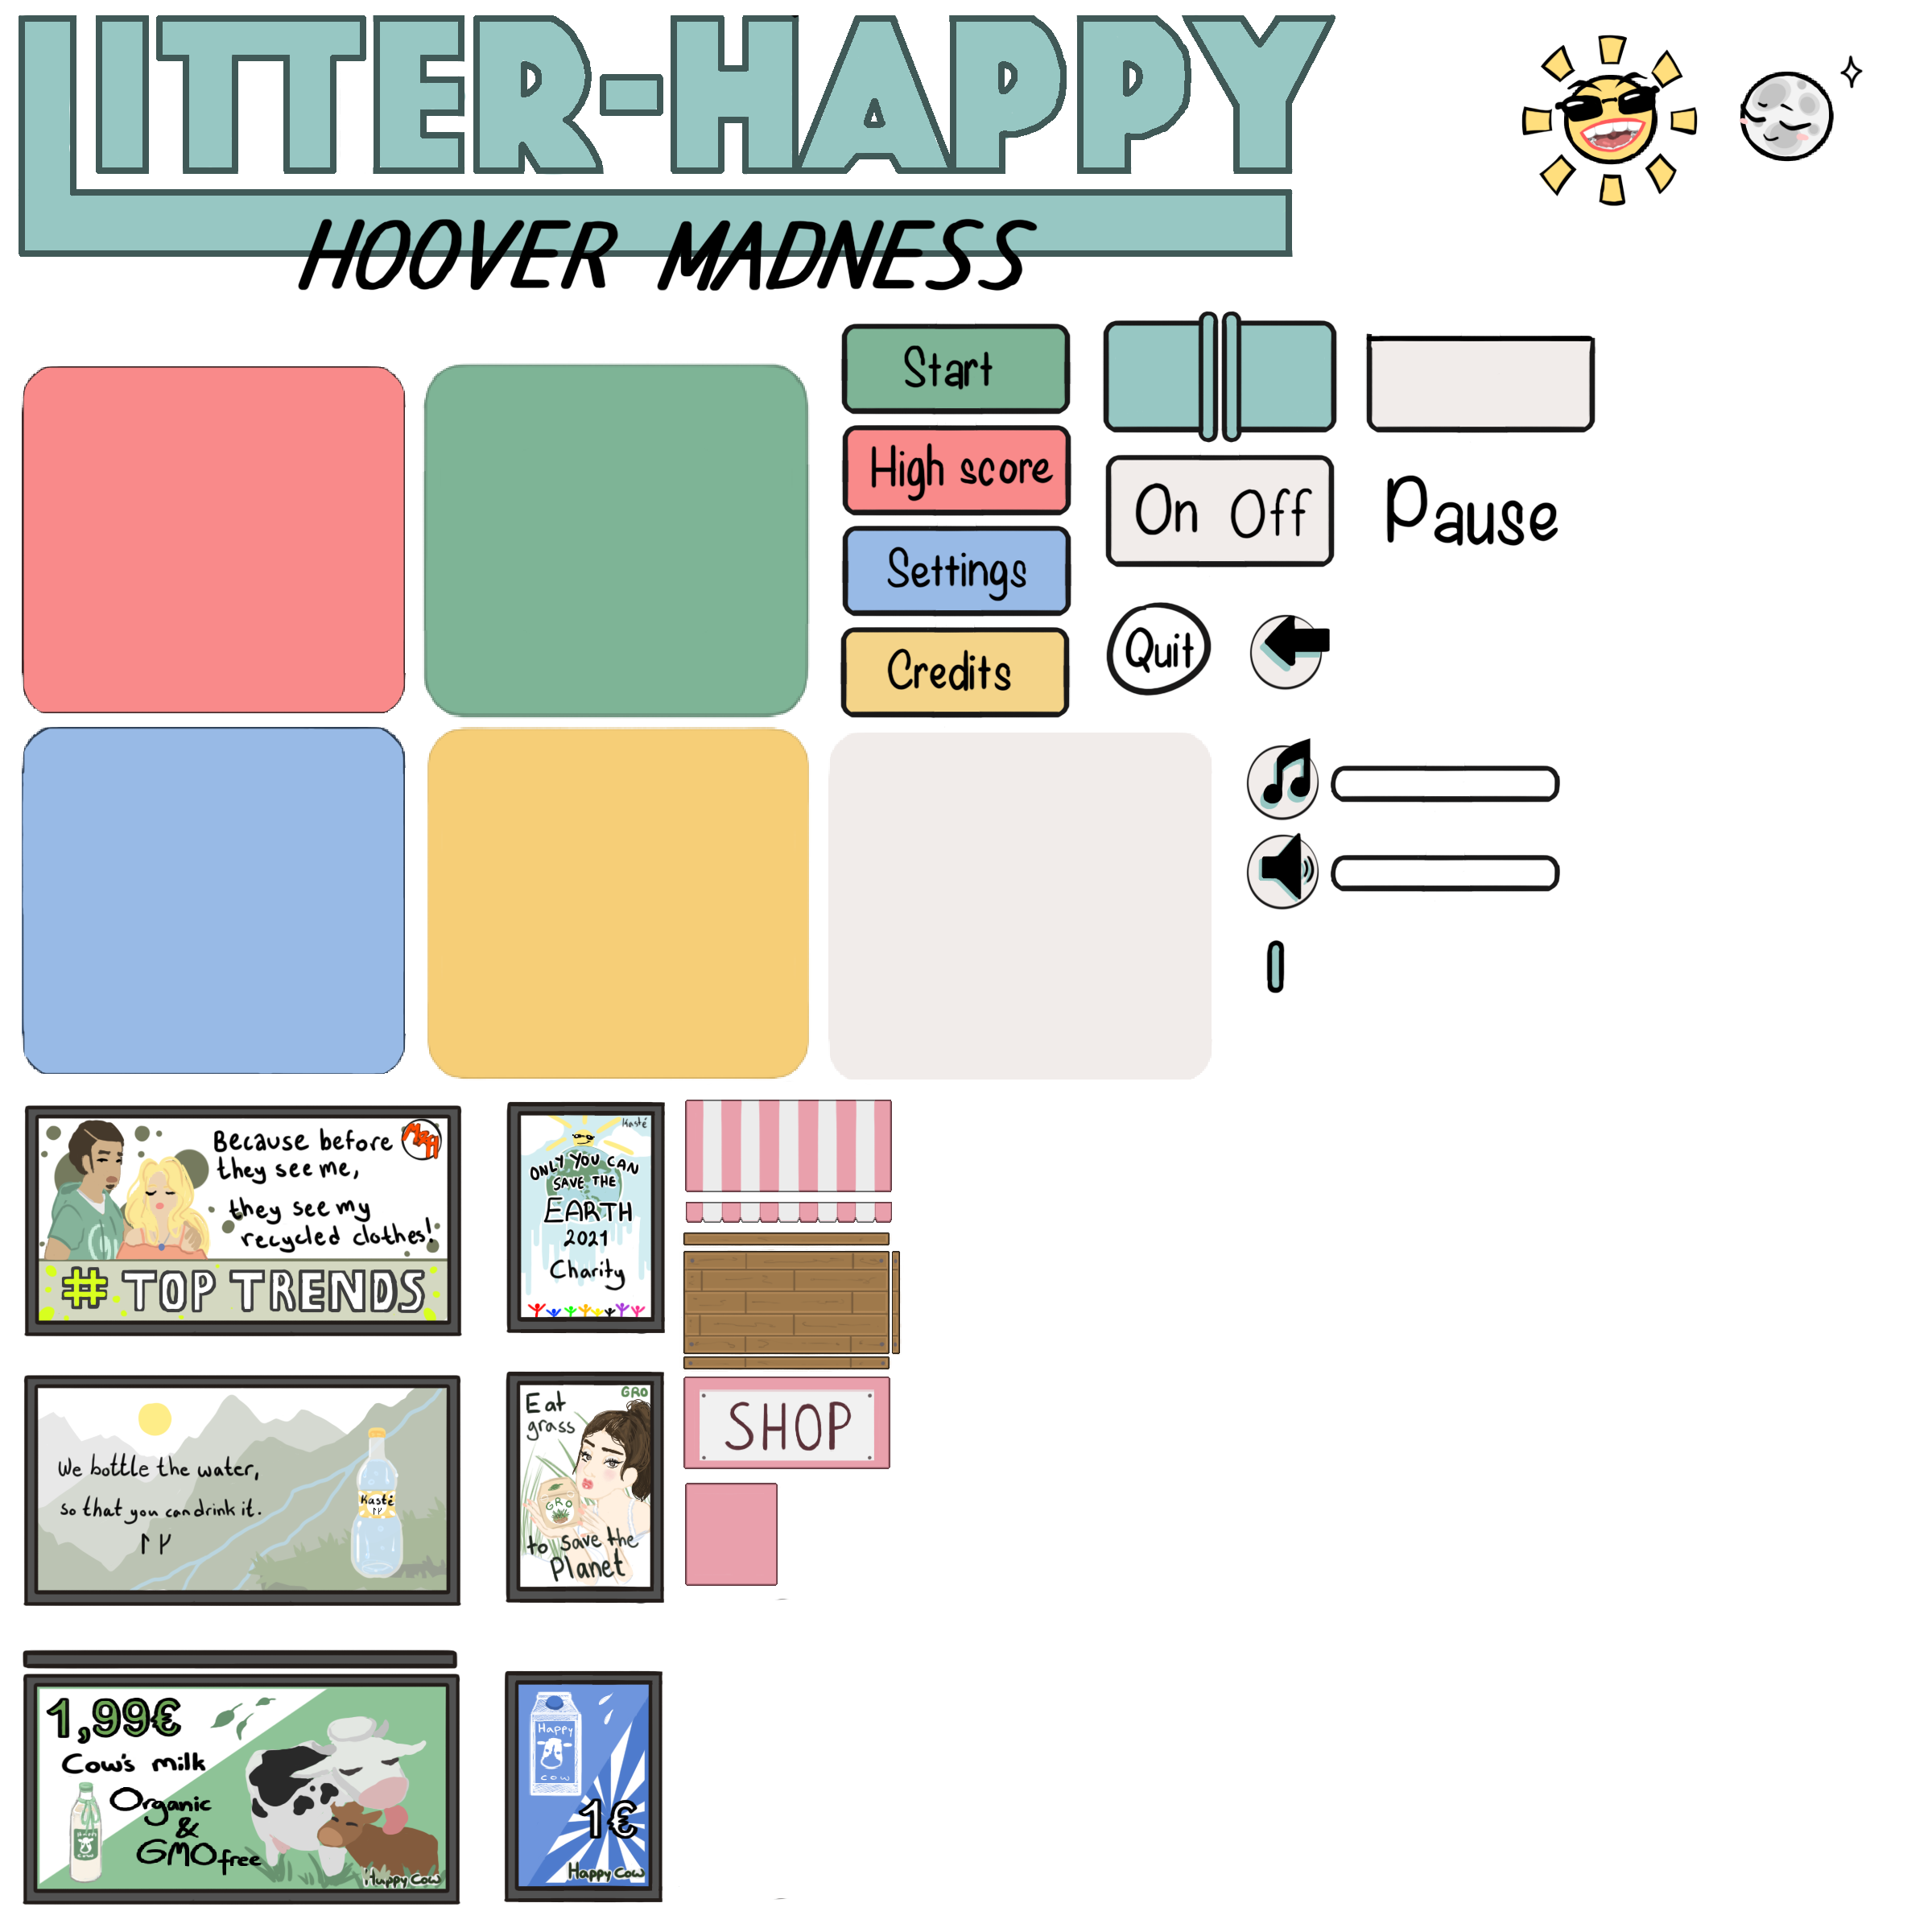 LITTER-HAPPY
HOOVER MADNESS
Start
High score
Settings
Credits
On Off
Pause
Quit
Because before
they see me,
they see my
recycled clothes!
# TOP TRENDS
Kasté
ONLY YOU CAN
SAVE THE
EARTH
2021
Charity
We bottle the water,
so that you can drink it.
Kasté
Eat
grass
GRO
GRO
to save the
Planet
SHOP
1,99€
Cow's milk
Organic
&
GMO free
Happy Cow
Happy
COW
1€
Happy Cow